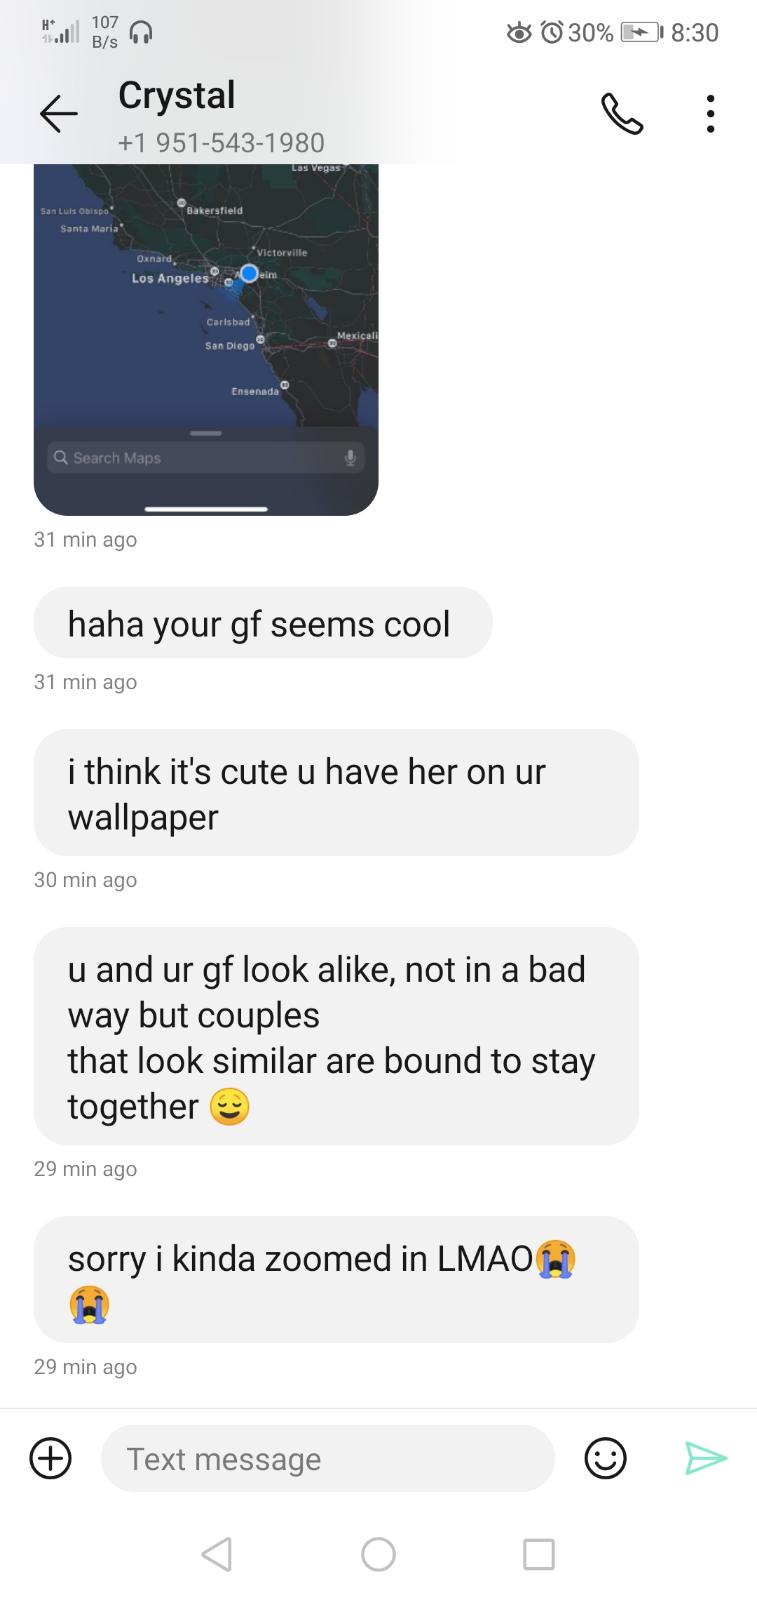 H+ 107 B/s 30% 8:30
Crystal
+1 951-543-1980
Las Vegas
San Luis Obispo
Bakersfield
Santa Maria
Victorville
Oxnard
Los Angeles
eim
Carlsbad
Mexicali
San Diego
Ensenada
Search Maps
31 min ago
haha your gf seems cool
31 min ago
i think it's cute u have her on ur
wallpaper
30 min ago
u and ur gf look alike, not in a bad
way but couples
that look similar are bound to stay
together 😌
29 min ago
sorry i kinda zoomed in LMAO😭
😭
29 min ago
Text message